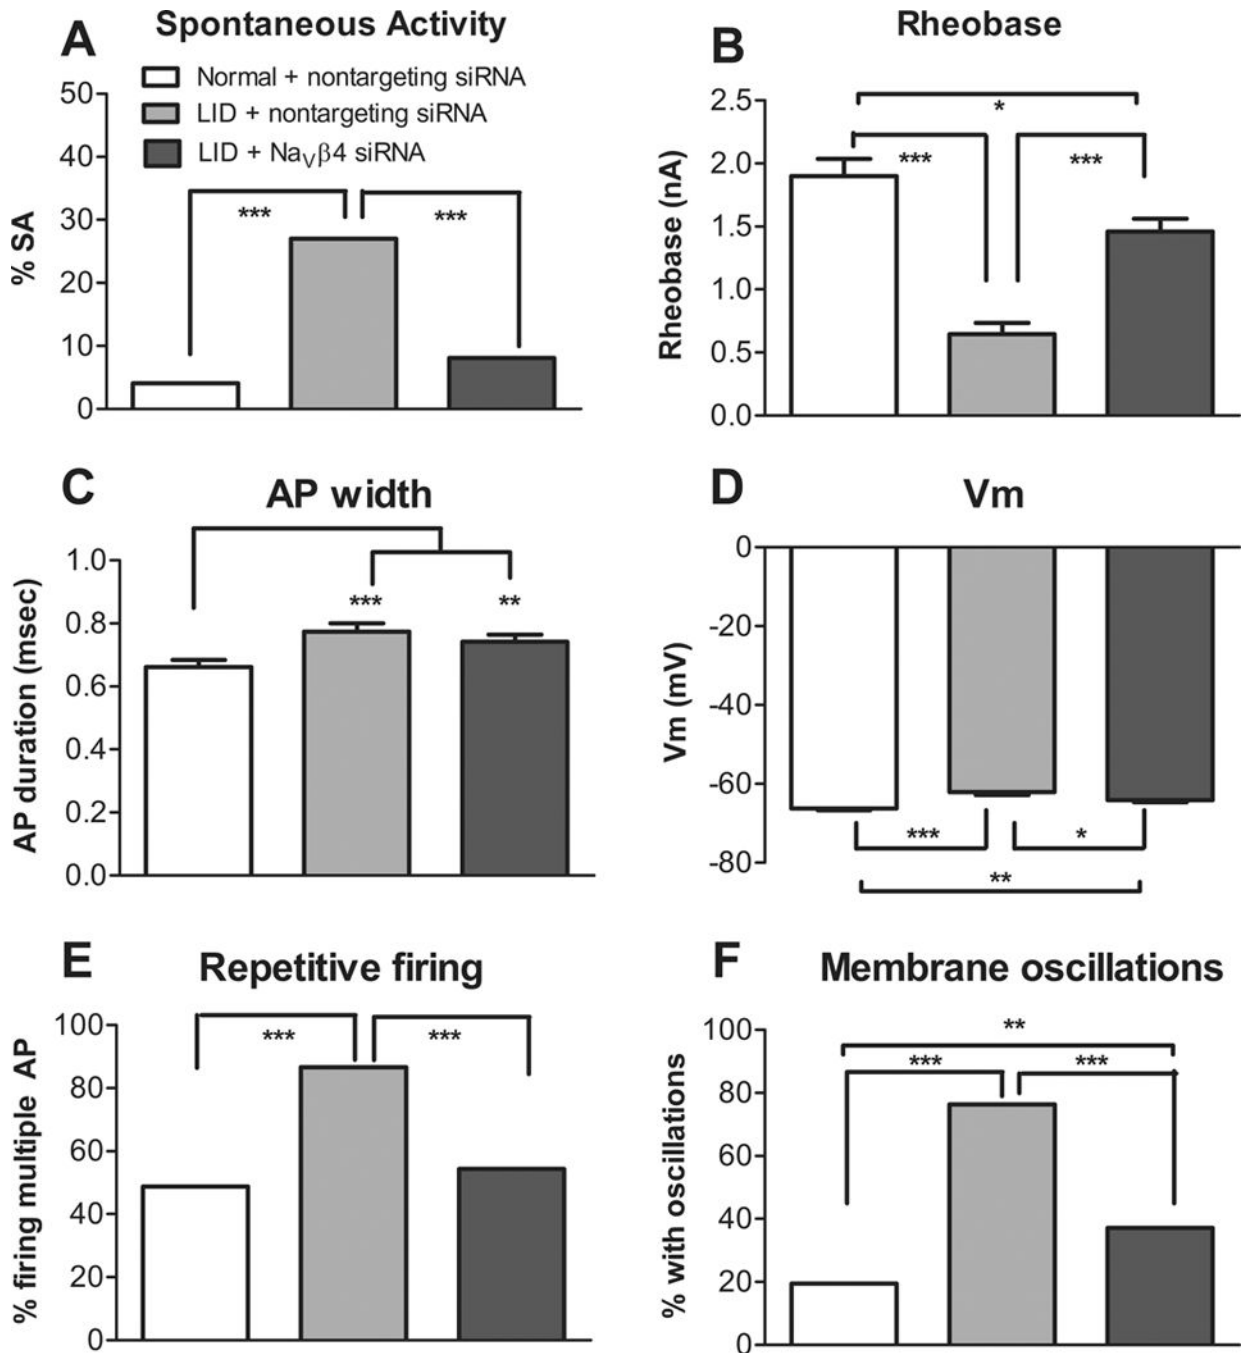 A Spontaneous Activity
Normal + nontargeting siRNA
LID + nontargeting siRNA
LID + NaVβ4 siRNA
% SA
50
40
30
20
10
0
*** ***
B Rheobase
Rheobase (nA)
2.5
2.0
1.5
1.0
0.5
0.0
*
*** ***
C AP width
AP duration (msec)
1.0
0.8
0.6
0.4
0.2
0.0
*** **
D Vm
Vm (mV)
0
-20
-40
-60
-80
*** *
**
E Repetitive firing
% firing multiple AP
100
80
60
40
20
0
*** ***
F Membrane oscillations
% with oscillations
100
80
60
40
20
0
**
*** ***